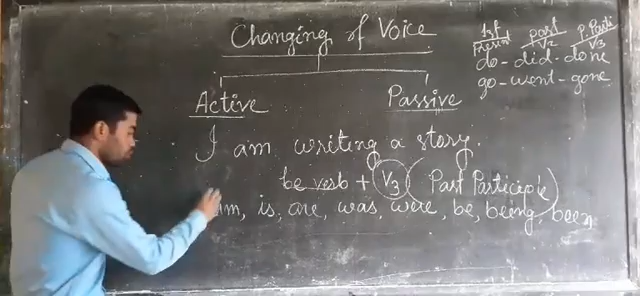 Changing of Voice
1st past P. Parti
Present V2 V3
do - did - done
go - went - gone
Active Passive
I am writing a story.
be verb + V3 (Past Participle)
am, is, are, was, were, be, being, been